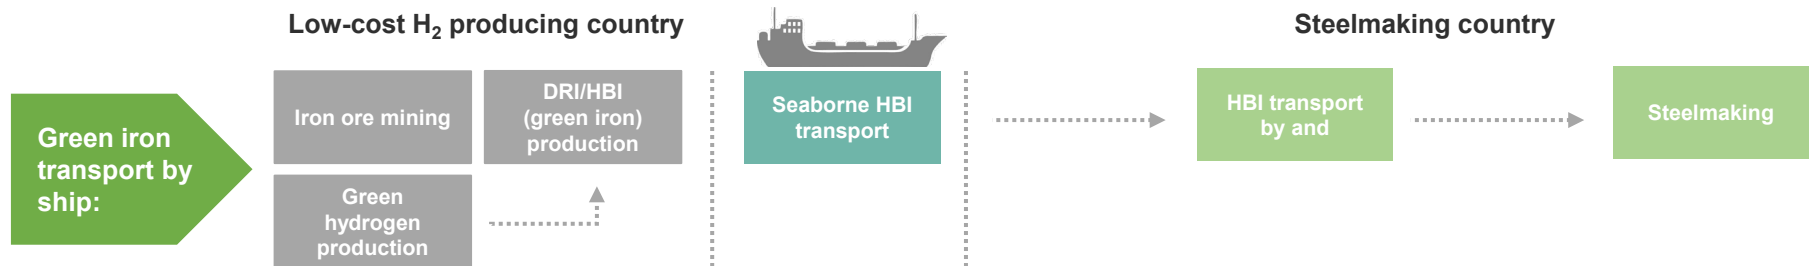 Low-cost H₂ producing country
Steelmaking country
Green iron
transport by
ship:
Iron ore mining
DRI/HBI
(green iron)
production
Green
hydrogen
production
Seaborne HBI
transport
HBI transport
by and
Steelmaking